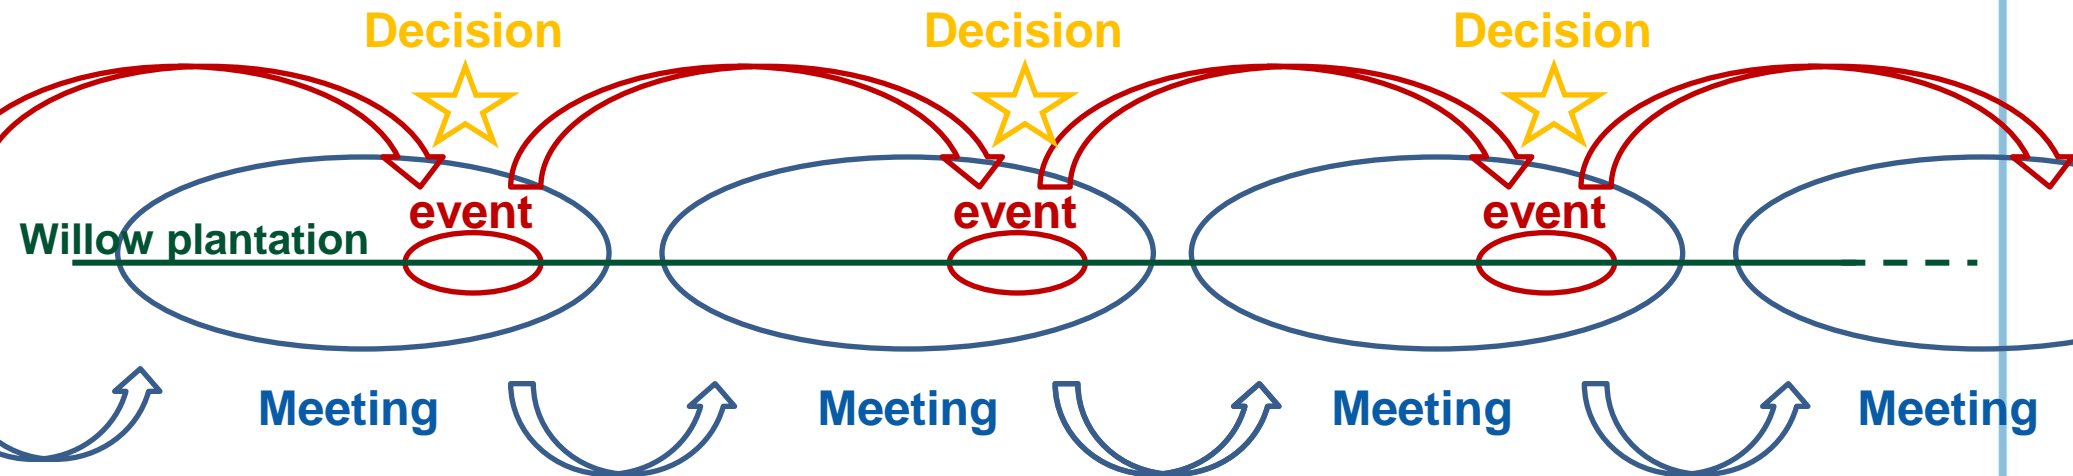 Decision Decision Decision
event event event
Willow plantation
Meeting Meeting Meeting Meeting